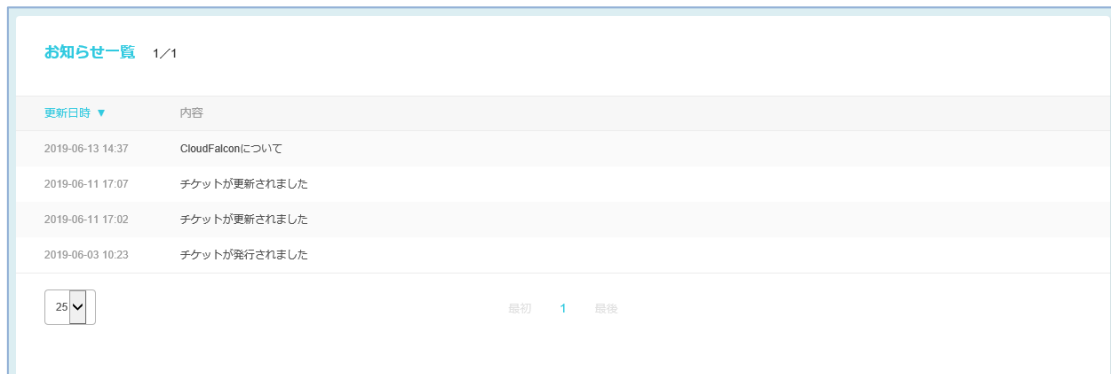 お知らせ一覧 1/1
更新日時 ▼ 内容
2019-06-13 14:37 CloudFalconについて
2019-06-11 17:07 チケットが更新されました
2019-06-11 17:02 チケットが更新されました
2019-06-03 10:23 チケットが発行されました
25 最初 1 最後